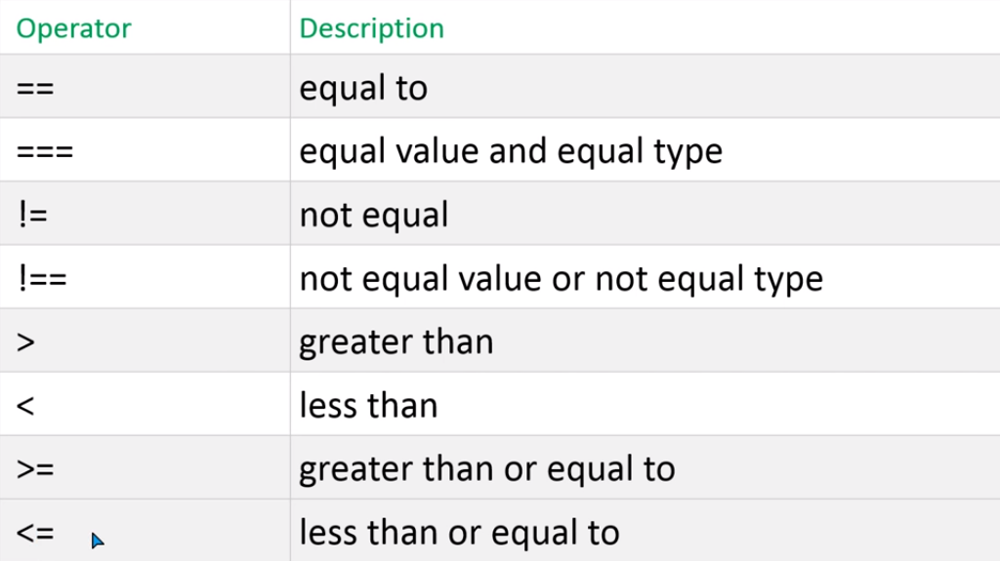 Operator Description
== equal to
=== equal value and equal type
!= not equal
!== not equal value or not equal type
> greater than
< less than
>= greater than or equal to
<= less than or equal to